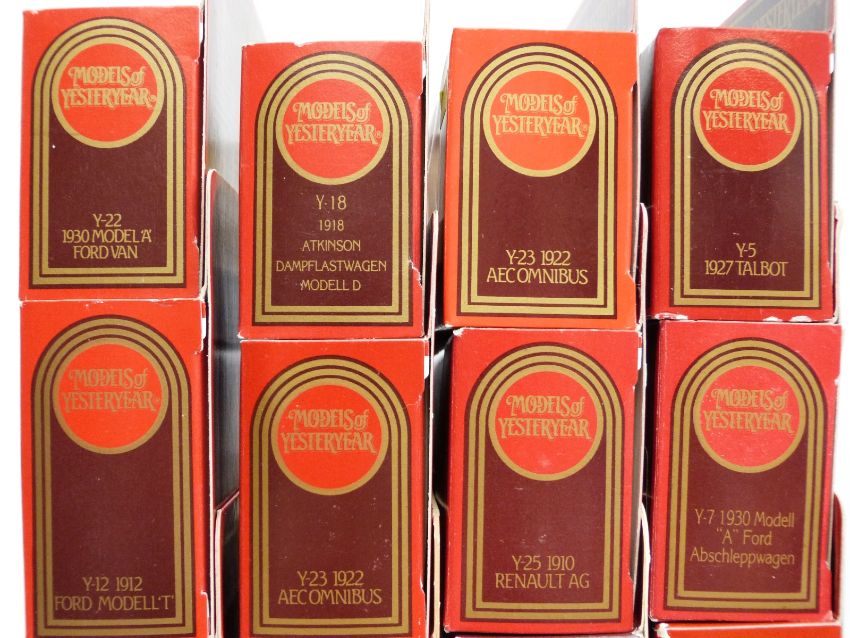 MODELS of
YESTERYEAR®
Y-22
1930 MODEL 'A'
FORD VAN
MODELS of
YESTERYEAR®
Y-18
1918
ATKINSON
DAMPFLASTWAGEN
MODELL D
MODELS of
YESTERYEAR®
Y-23 1922
AEC OMNIBUS
MODELS of
YESTERYEAR
Y-5
1927 TALBOT
MODELS of
YESTERYEAR®
Y-12 1912
FORD MODELL 'T'
MODELS of
YESTERYEAR
Y-23 1922
AEC OMNIBUS
MODELS of
YESTERYEAR
Y-25 1910
RENAULT AG
MODELS of
YESTERYEAR
Y-7 1930 Modell
"A" Ford
Abschleppwagen